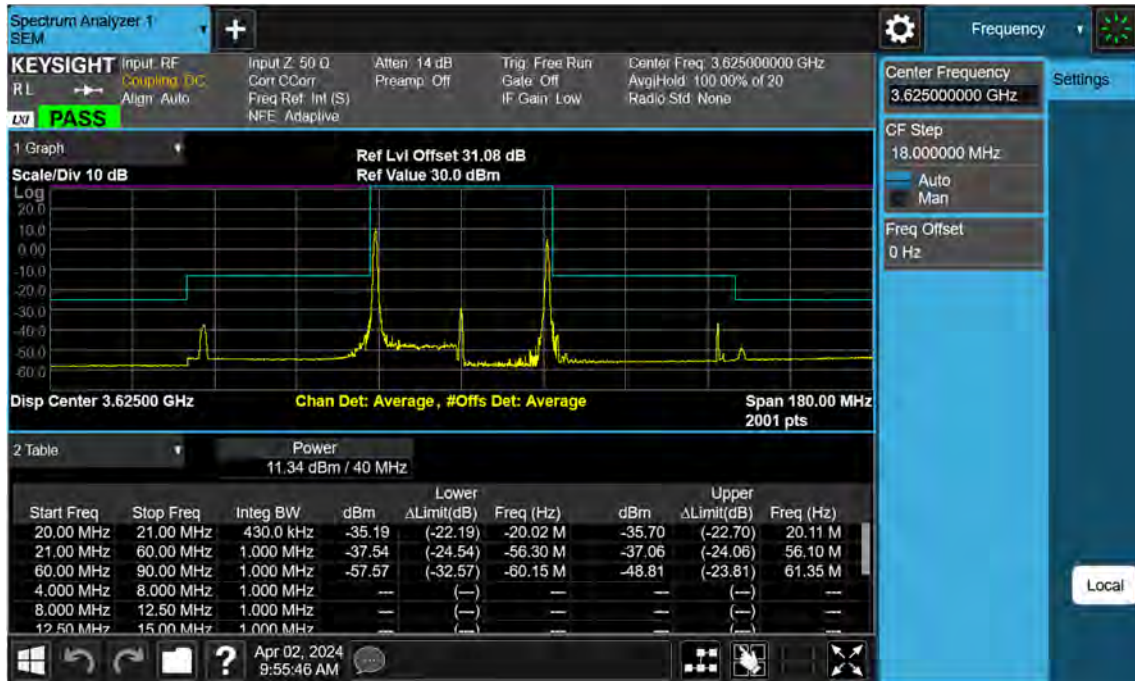 Spectrum Analyzer 1
SEM
Frequency
KEYSIGHT
RL
LXI
PASS
Input: RF
Coupling: DC
Align: Auto
Input Z: 50 Ω
Corr CCorr
Freq Ref: Int (S)
NFE: Adaptive
Atten: 14 dB
Preamp: Off
Trig: Free Run
Gate: Off
IF Gain: Low
Center Freq: 3.625000000 GHz
Avg|Hold: 100.00% of 20
Radio Std: None
1 Graph
Scale/Div 10 dB
Ref Lvl Offset 31.08 dB
Ref Value 30.0 dBm
Log
20.0
10.0
0.00
-10.0
-20.0
-30.0
-40.0
-50.0
-60.0
Disp Center 3.62500 GHz
Chan Det: Average, #Offs Det: Average
Span 180.00 MHz
2001 pts
2 Table
Power
11.34 dBm / 40 MHz
Lower Upper
Start Freq Stop Freq Integ BW dBm ΔLimit(dB) Freq (Hz) dBm ΔLimit(dB) Freq (Hz)
20.00 MHz 21.00 MHz 430.0 kHz -35.19 (-22.19) -20.02 M -35.70 (-22.70) 20.11 M
21.00 MHz 60.00 MHz 1.000 MHz -37.54 (-24.54) -56.30 M -37.06 (-24.06) 56.10 M
60.00 MHz 90.00 MHz 1.000 MHz -57.57 (-32.57) -60.15 M -48.81 (-23.81) 61.35 M
4.000 MHz 8.000 MHz 1.000 MHz --- (---) --- --- (---) ---
8.000 MHz 12.50 MHz 1.000 MHz --- (---) --- --- (---) ---
12.50 MHz 15.00 MHz 1.000 MHz --- (---) --- --- (---) ---
?
Apr 02, 2024
9:55:46 AM
Center Frequency
3.625000000 GHz
CF Step
18.000000 MHz
Auto
Man
Freq Offset
0 Hz
Settings
Local